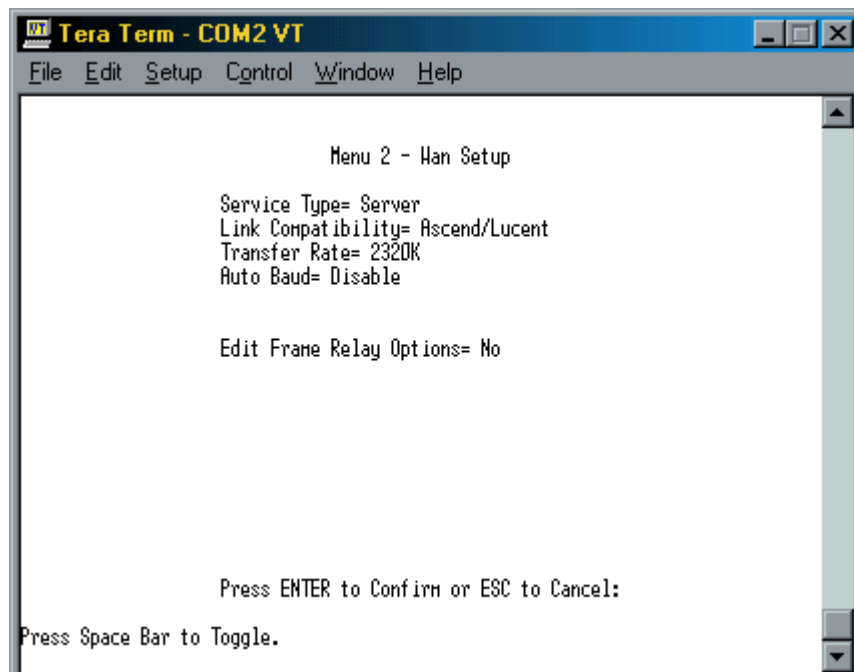 Tera Term - COM2 VT
File Edit Setup Control Window Help
Menu 2 - Wan Setup
Service Type= Server
Link Compatibility= Ascend/Lucent
Transfer Rate= 2320K
Auto Baud= Disable
Edit Frame Relay Options= No
Press ENTER to Confirm or ESC to Cancel:
Press Space Bar to Toggle.